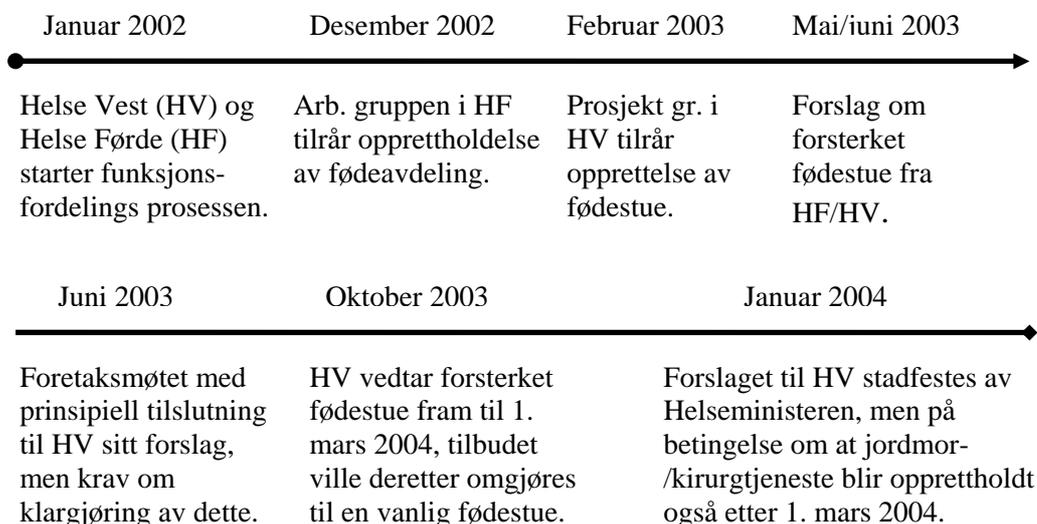 Januar 2002
Desember 2002
Februar 2003
Mai/juni 2003
Helse Vest (HV) og
Helse Førde (HF)
starter funksjons-
fordelings prosessen.
Arb. gruppen i HF
tilrår opprettholdelse
av fødeavdeling.
Prosjekt gr. i
HV tilrår
opprettelse av
fødestue.
Forslag om
forsterket
fødestue fra
HF/HV.
Juni 2003
Oktober 2003
Januar 2004
Foretaksmøtet med
prinsipiell tilslutning
til HV sitt forslag,
men krav om
klargjøring av dette.
HV vedtar forsterket
fødestue fram til 1.
mars 2004, tilbudet
ville deretter omgjøres
til en vanlig fødestue.
Forslaget til HV stadfestes av
Helseministeren, men på
betingelse om at jordmor-
/kirurgtjeneste blir opprettholdt
også etter 1. mars 2004.